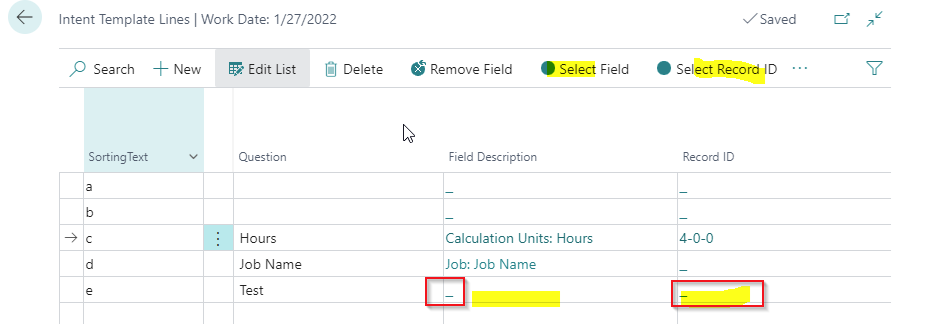 Intent Template Lines | Work Date: 1/27/2022
Saved
Search New Edit List Delete Remove Field Select Field Select Record ID ...
SortingText Question Field Description Record ID
a _ _
b _ _
c Hours Calculation Units: Hours 4-0-0
d Job Name Job: Job Name _
e Test _ _